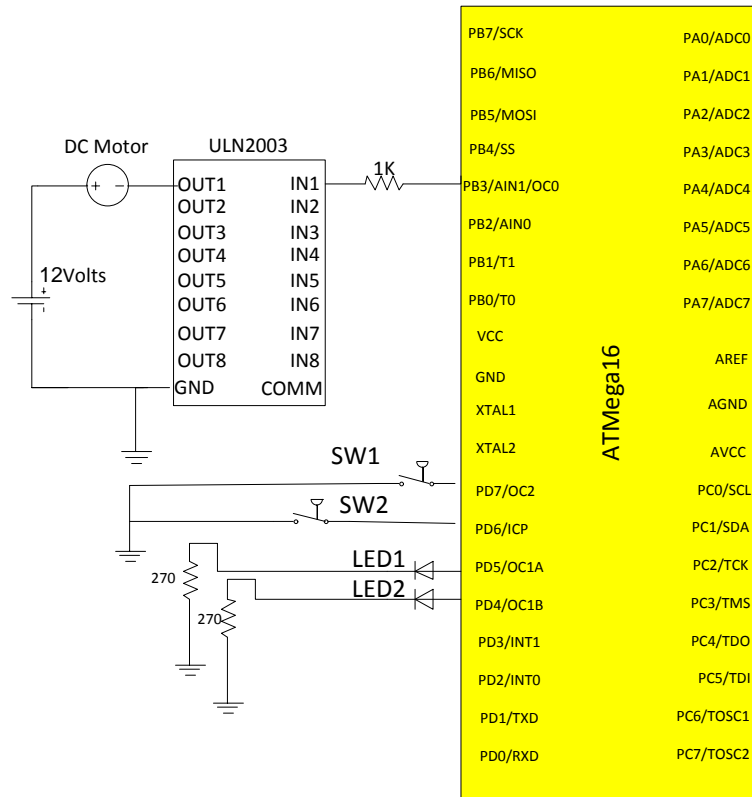 DC Motor
+ -
12Volts
+
-
ULN2003
OUT1 IN1
OUT2 IN2
OUT3 IN3
OUT4 IN4
OUT5 IN5
OUT6 IN6
OUT7 IN7
OUT8 IN8
GND COMM
1K
SW1
SW2
LED1
LED2
270
270
PB7/SCK PA0/ADC0
PB6/MISO PA1/ADC1
PB5/MOSI PA2/ADC2
PB4/SS PA3/ADC3
PB3/AIN1/OC0 PA4/ADC4
PB2/AIN0 PA5/ADC5
PB1/T1 PA6/ADC6
PB0/T0 PA7/ADC7
VCC AREF
GND AGND
XTAL1 AVCC
XTAL2 PC0/SCL
PD7/OC2 PC1/SDA
PD6/ICP PC2/TCK
PD5/OC1A PC3/TMS
PD4/OC1B PC4/TDO
PD3/INT1 PC5/TDI
PD2/INT0 PC6/TOSC1
PD1/TXD PC7/TOSC2
PD0/RXD
ATMega16